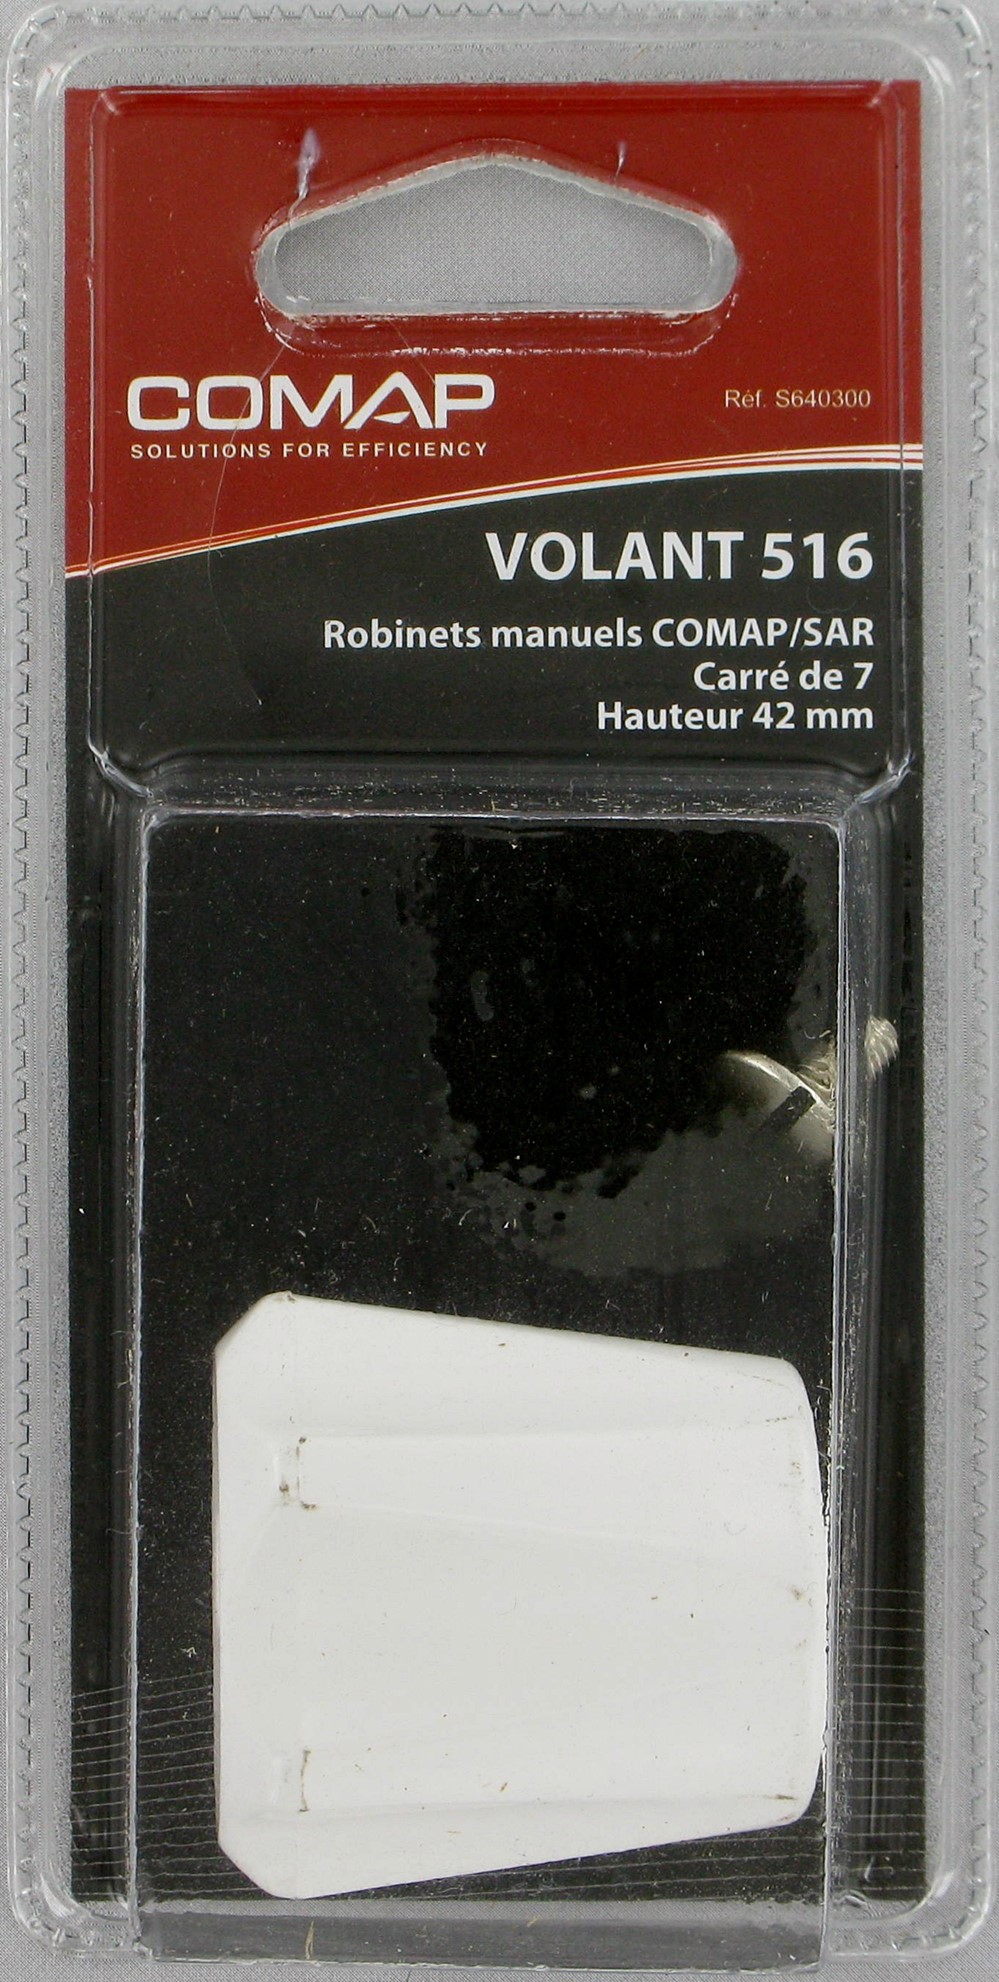 COMAP
SOLUTIONS FOR EFFICIENCY
Réf. S640300
VOLANT 516
Robinets manuels COMAP/SAR
Carré de 7
Hauteur 42 mm